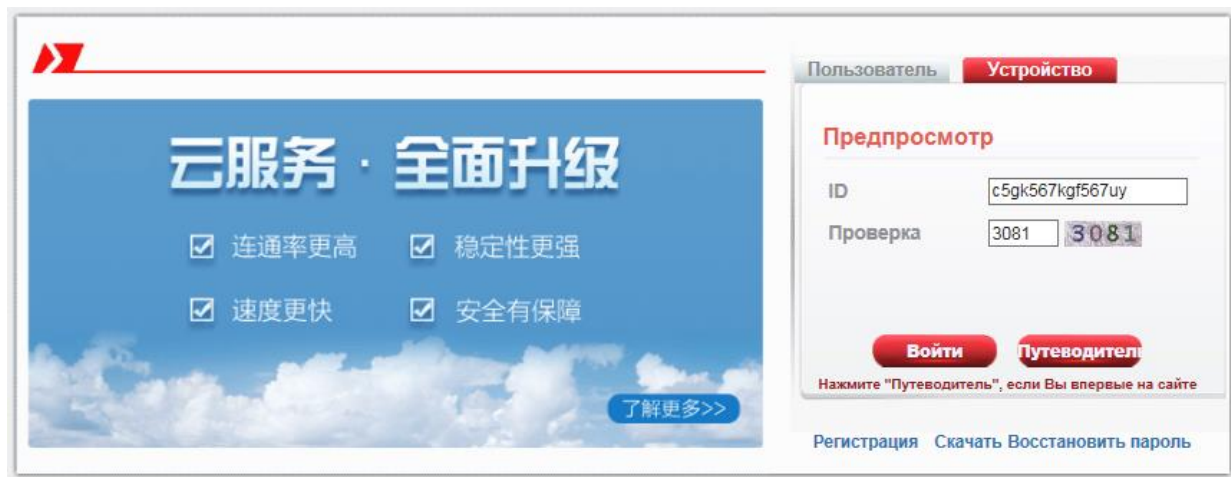 云服务 · 全面升级
连通率更高 稳定性更强
速度更快 安全有保障
了解更多>>
Пользователь Устройство
Предпросмотр
ID c5gk567kgf567uy
Проверка 3081 3081
Войти Путеводител
Нажмите "Путеводитель", если Вы впервые на сайте
Регистрация Скачать Восстановить пароль